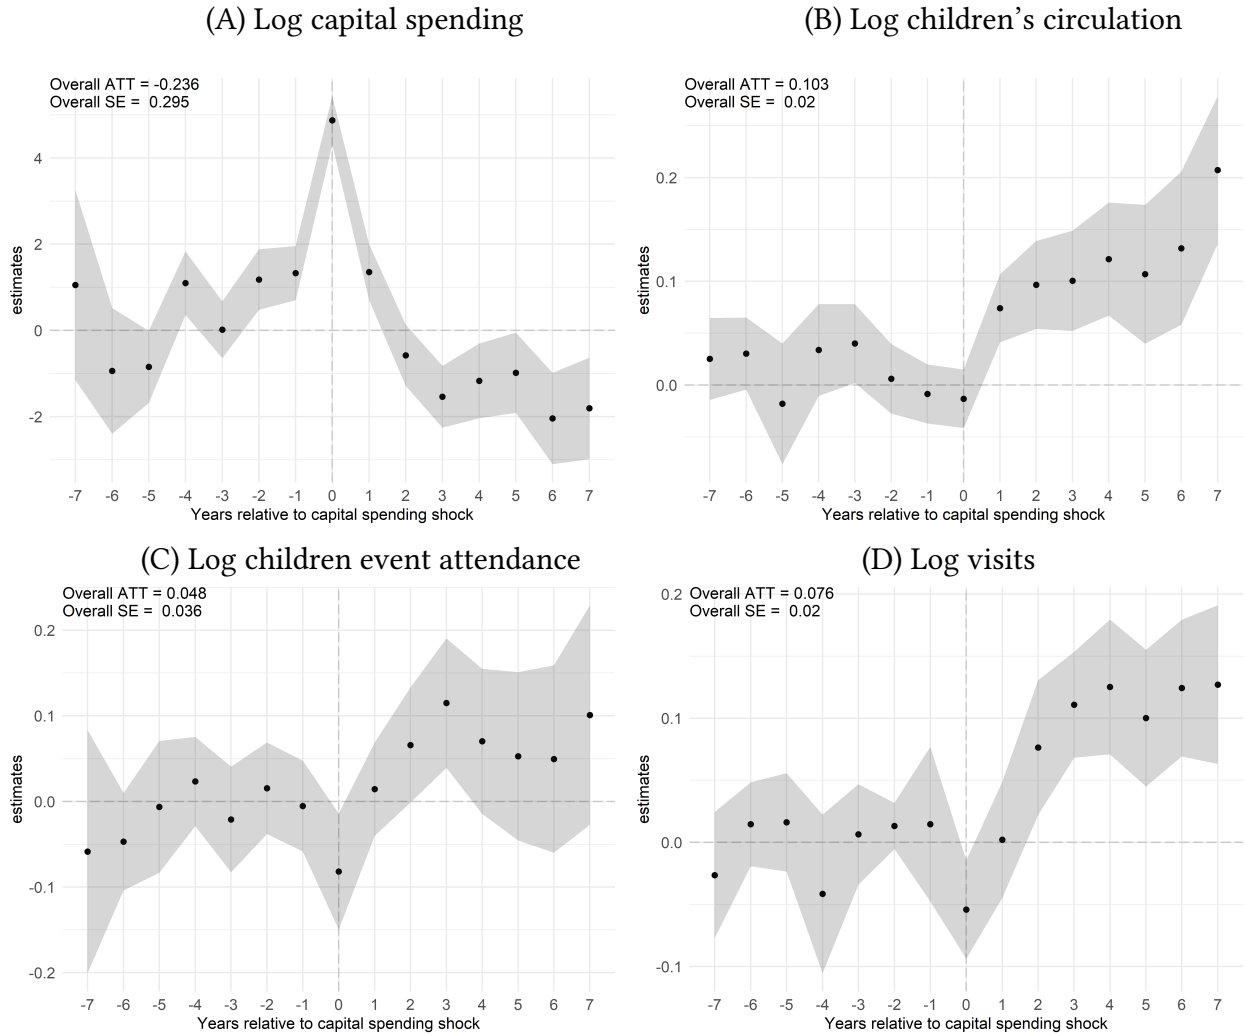 (A) Log capital spending
Overall ATT = -0.236
Overall SE =  0.295
estimates
4
2
0
-2
-7 -6 -5 -4 -3 -2 -1 0 1 2 3 4 5 6 7
Years relative to capital spending shock
(B) Log children’s circulation
Overall ATT = 0.103
Overall SE =  0.02
estimates
0.2
0.1
0.0
-7 -6 -5 -4 -3 -2 -1 0 1 2 3 4 5 6 7
Years relative to capital spending shock
(C) Log children event attendance
Overall ATT = 0.048
Overall SE =  0.036
estimates
0.2
0.1
0.0
-0.1
-0.2
-7 -6 -5 -4 -3 -2 -1 0 1 2 3 4 5 6 7
Years relative to capital spending shock
(D) Log visits
Overall ATT = 0.076
Overall SE =  0.02
estimates
0.2
0.1
0.0
-0.1
-7 -6 -5 -4 -3 -2 -1 0 1 2 3 4 5 6 7
Years relative to capital spending shock